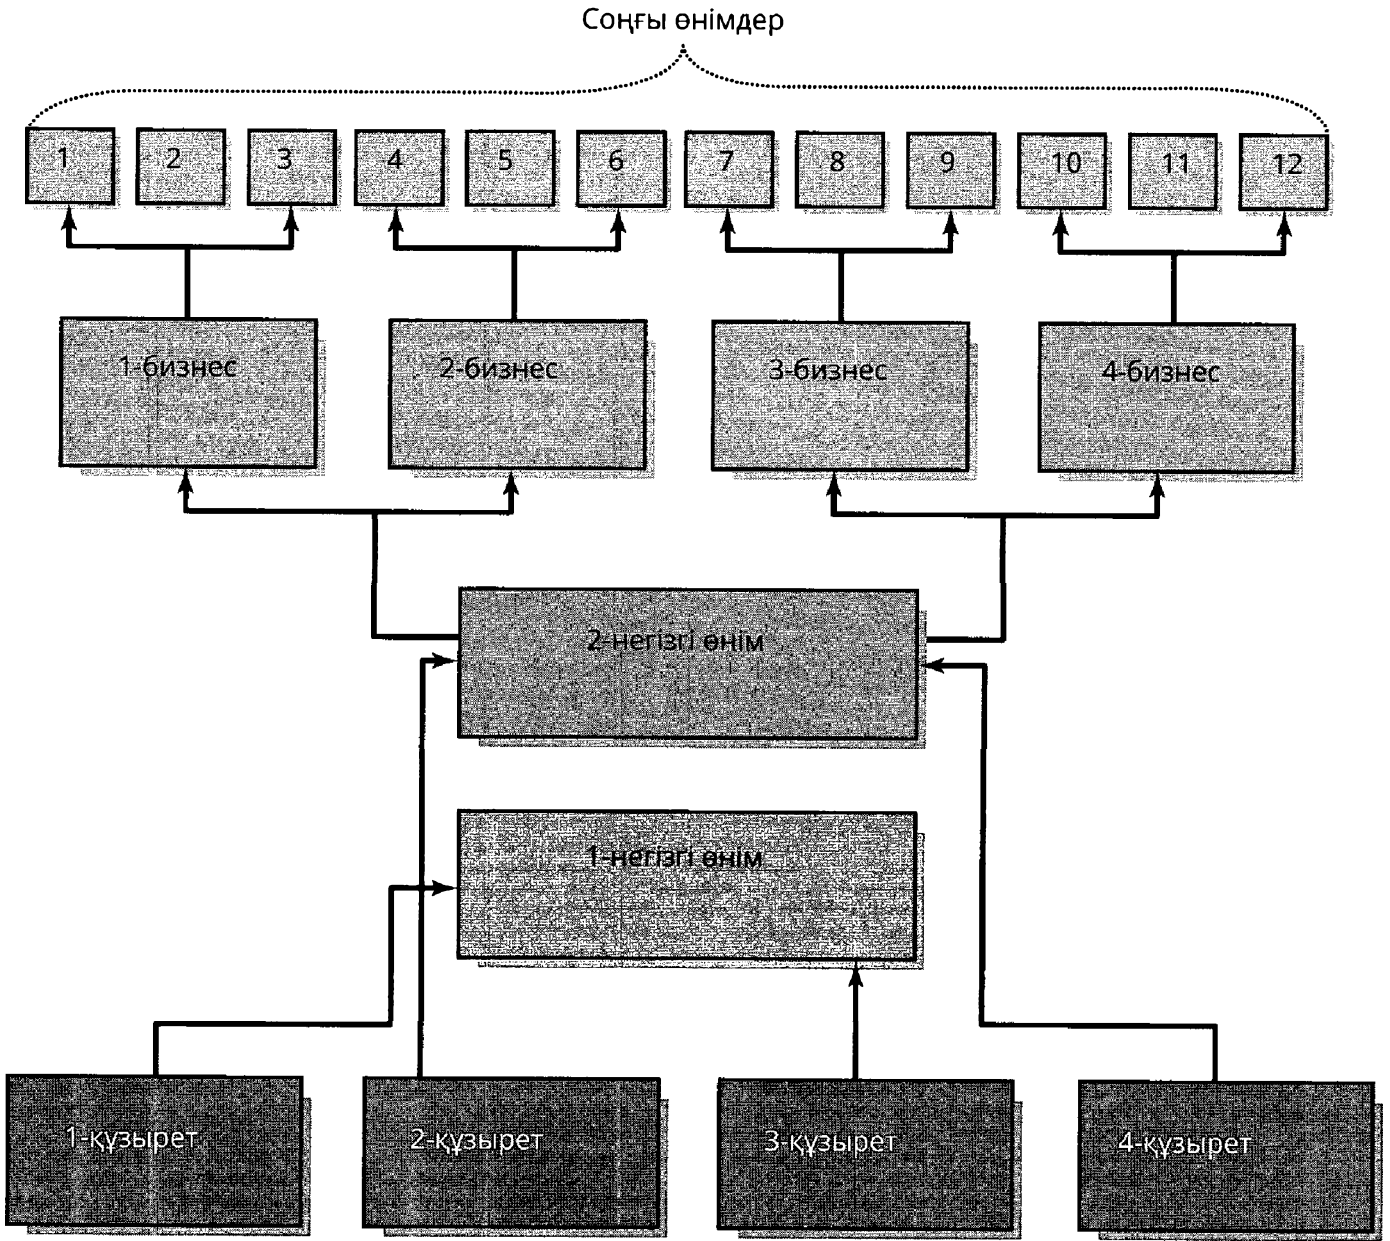 Соңғы өнімдер
1 2 3 4 5 6 7 8 9 10 11 12
1-бизнес 2-бизнес 3-бизнес 4-бизнес
2-негізгі өнім
1-негізгі өнім
1-құзырет 2-құзырет 3-құзырет 4-құзырет